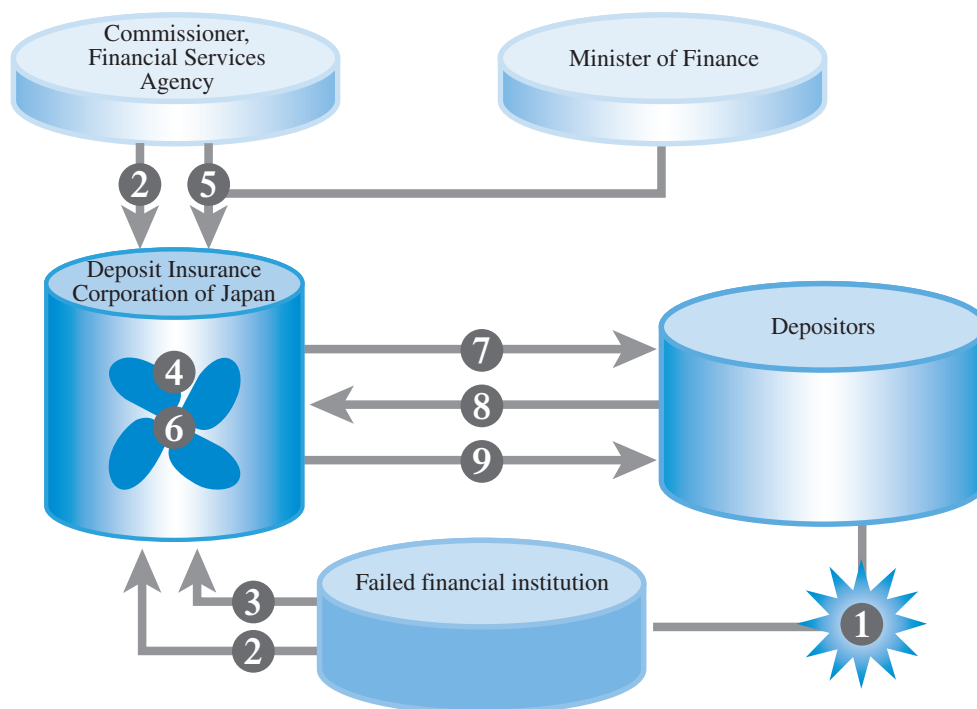 Commissioner,
Financial Services
Agency
Minister of Finance
2
5
Deposit Insurance
Corporation of Japan
Depositors
4
6
7
8
9
Failed financial institution
3
2
1